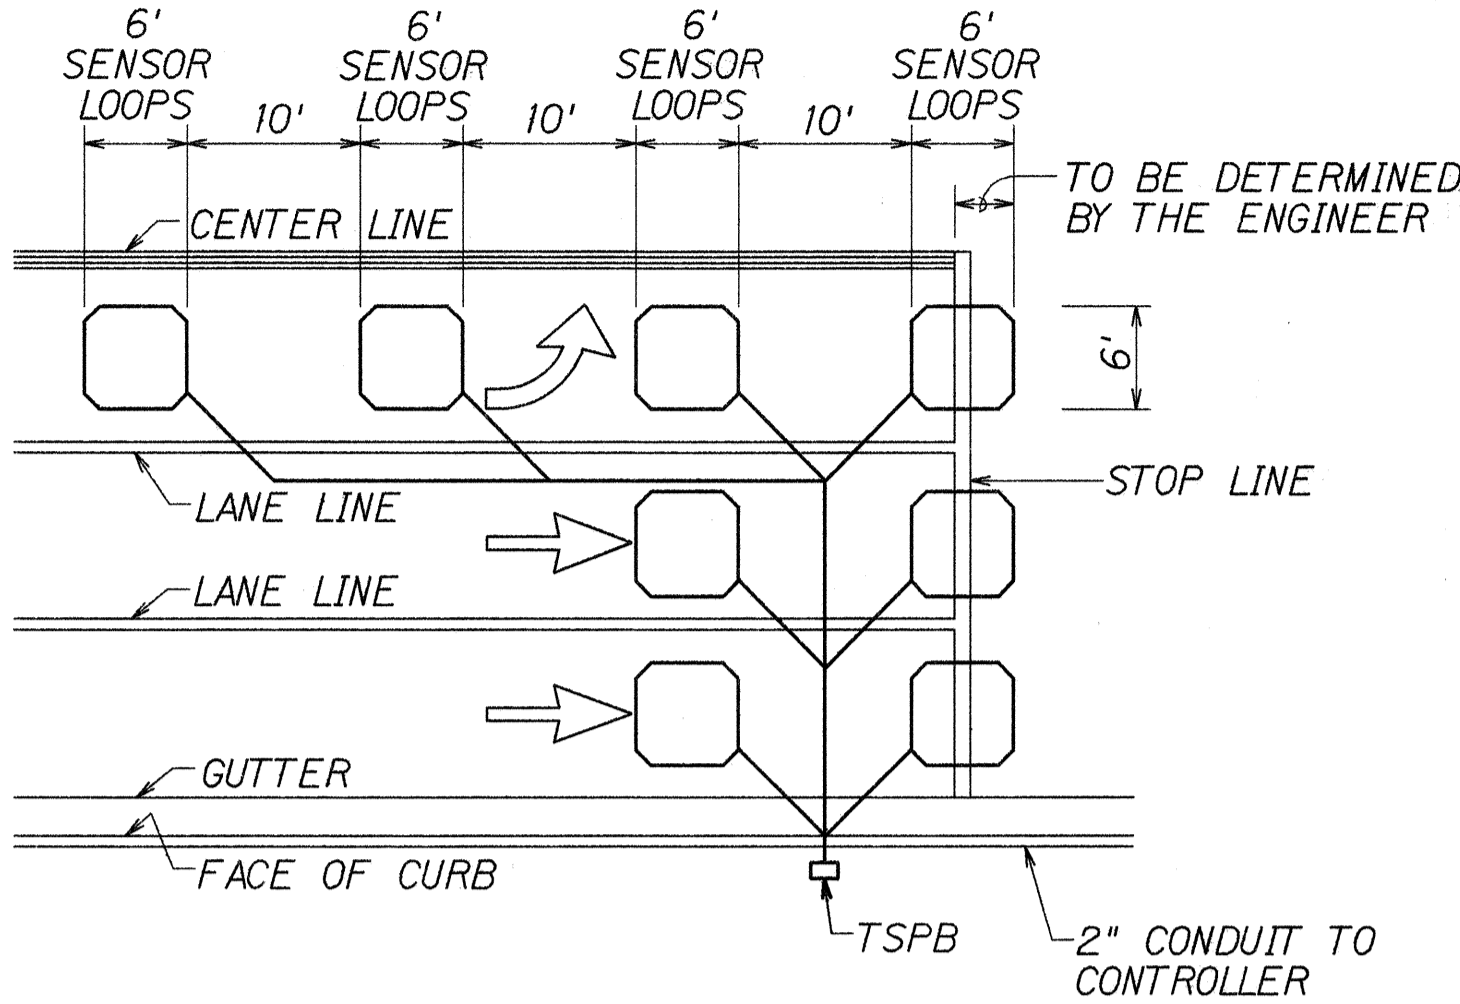 6'
SENSOR
LOOPS
10'
6'
SENSOR
LOOPS
10'
6'
SENSOR
LOOPS
10'
6'
SENSOR
LOOPS
TO BE DETERMINED
BY THE ENGINEER
CENTER LINE
6'
LANE LINE
STOP LINE
LANE LINE
GUTTER
FACE OF CURB
TSPB
2" CONDUIT TO
CONTROLLER